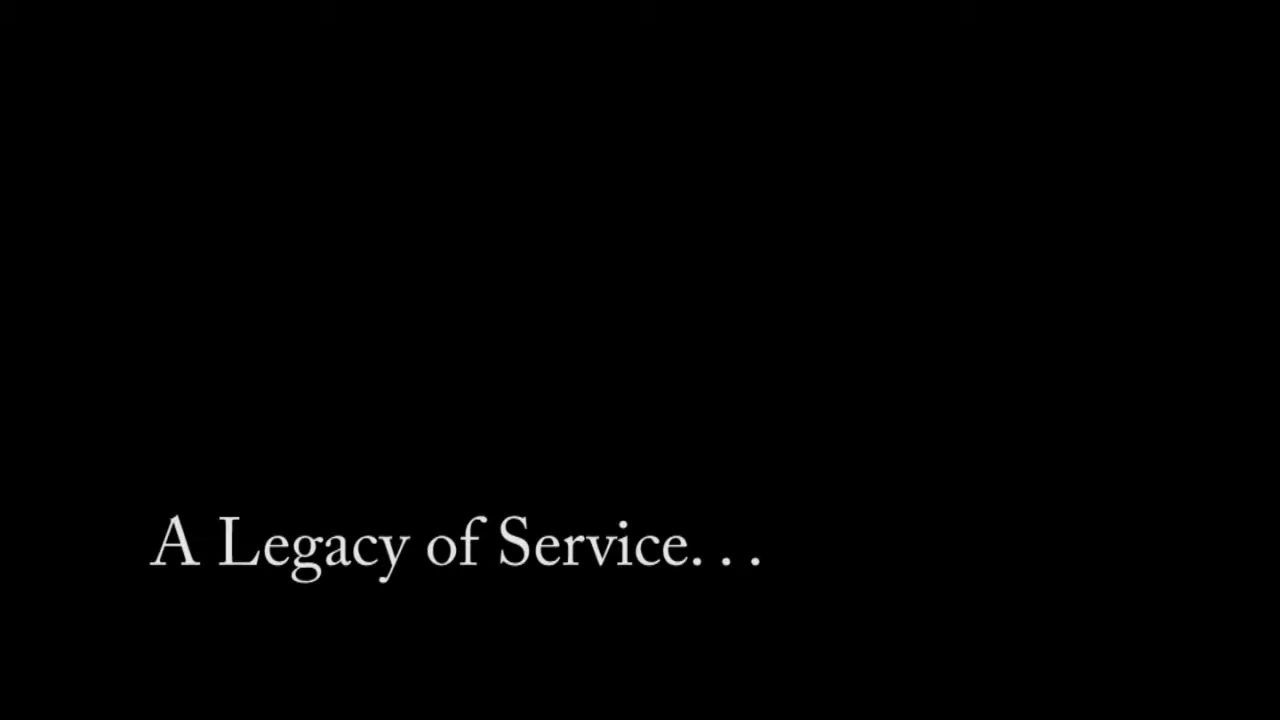 A Legacy of Service. . .